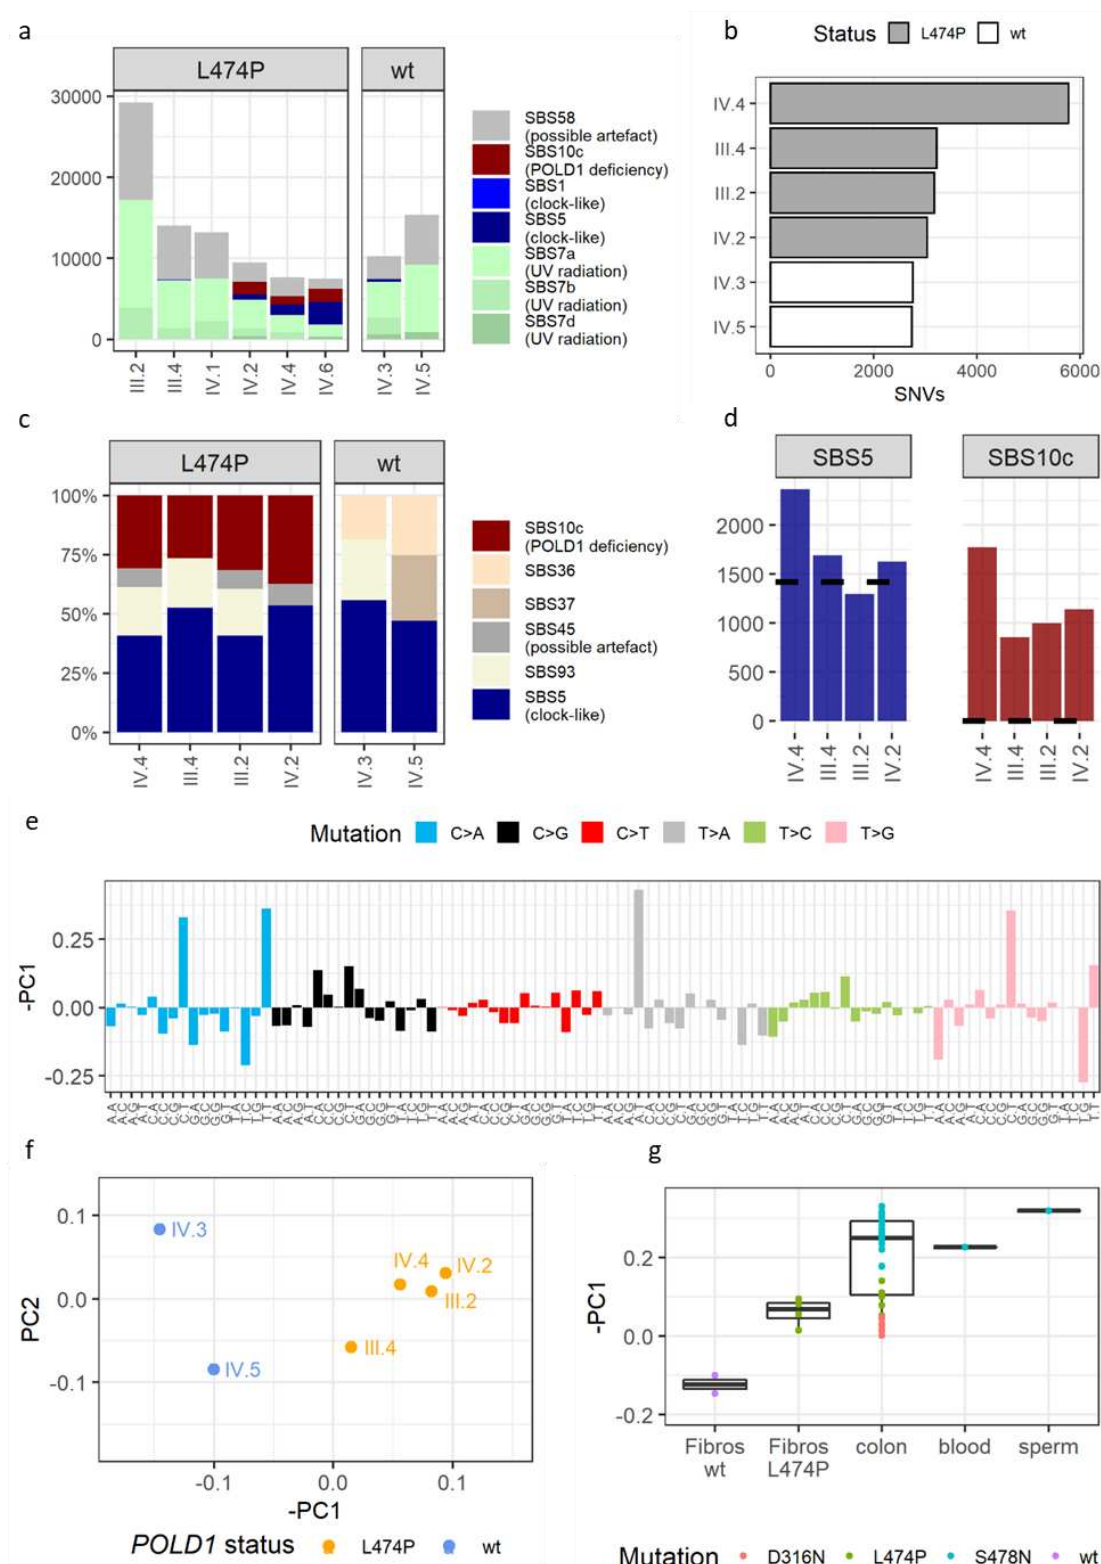 a
L474P
wt
30000
20000
10000
0
III.2
III.4
IV.1
IV.2
IV.4
IV.6
IV.3
IV.5
SBS58
(possible artefact)
SBS10c
(POLD1 deficiency)
SBS1
(clock-like)
SBS5
(clock-like)
SBS7a
(UV radiation)
SBS7b
(UV radiation)
SBS7d
(UV radiation)
b
Status L474P wt
IV.4
III.4
III.2
IV.2
IV.3
IV.5
0 2000 4000 6000
SNVs
c
L474P
wt
100%
75%
50%
25%
0%
IV.4
III.4
III.2
IV.2
IV.3
IV.5
SBS10c
(POLD1 deficiency)
SBS36
SBS37
SBS45
(possible artefact)
SBS93
SBS5
(clock-like)
d
SBS5
SBS10c
2000
1500
1000
500
0
IV.4
III.4
III.2
IV.2
IV.4
III.4
III.2
IV.2
e
Mutation C>A C>G C>T T>A T>C T>G
-PC1
0.25
0.00
-0.25
f
PC2
0.1
0.0
-0.1
IV.3
IV.4
IV.2
III.2
III.4
IV.5
-0.1 0.0 0.1
-PC1
POLD1 status L474P wt
g
-PC1
0.2
0.0
-0.2
Fibros
wt
Fibros
L474P
colon
blood
sperm
Mutation D316N L474P S478N wt